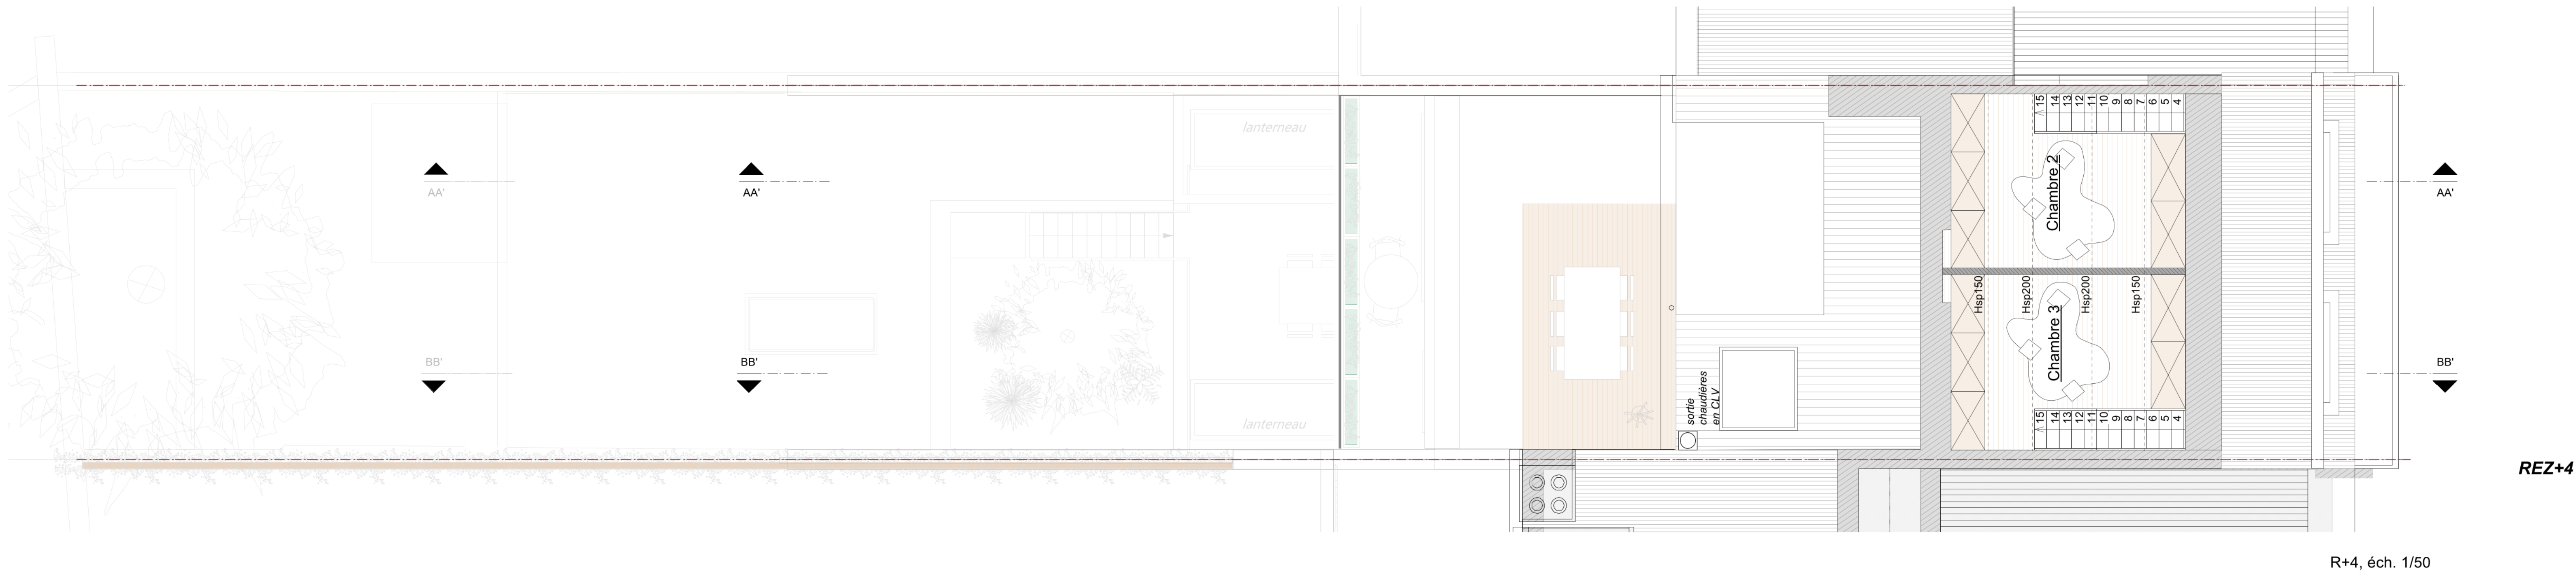 lanterneau
lanterneau
AA'
AA'
AA'
BB'
BB'
BB'
sortie
chaudières
en CLV
15
14
13
12
11
10
9
8
7
6
5
4
Chambre 2
Hsp150
Hsp200
Hsp200
Hsp150
Chambre 3
15
14
13
12
11
10
9
8
7
6
5
4
REZ+4
R+4, éch. 1/50